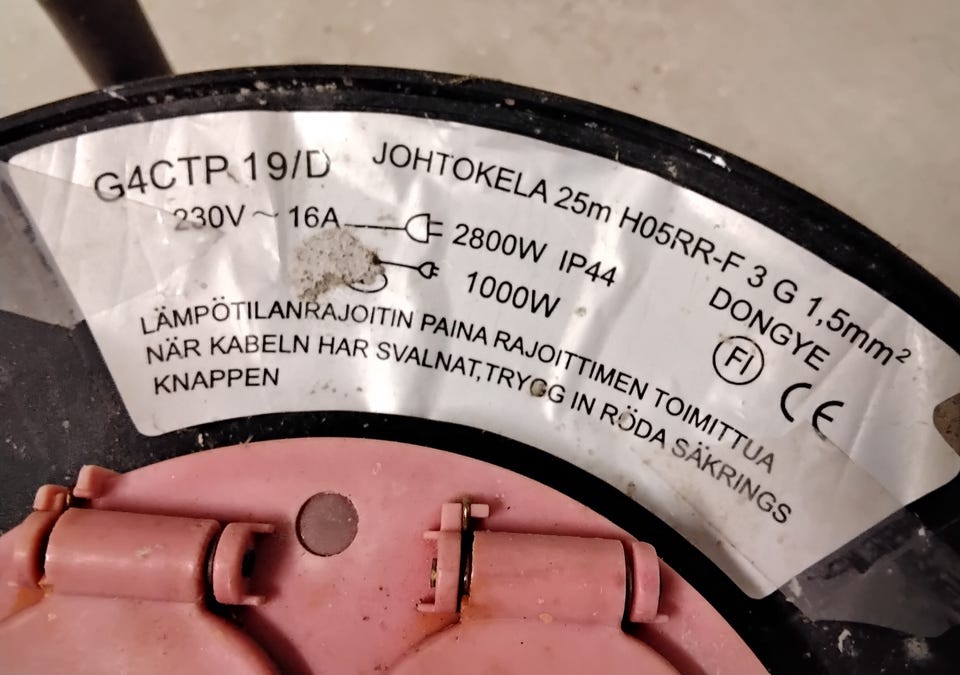 G4CTP 19/D JOHTOKELA 25m H05RR-F 3 G 1,5mm²
230V ~ 16A 2800W IP44 DONGYE
1000W FI CE
LÄMPÖTILANRAJOITIN PAINA RAJOITTIMEN TOIMITTUA
NÄR KABELN HAR SVALNAT,TRYGG IN RÖDA SÄKRINGS
KNAPPEN